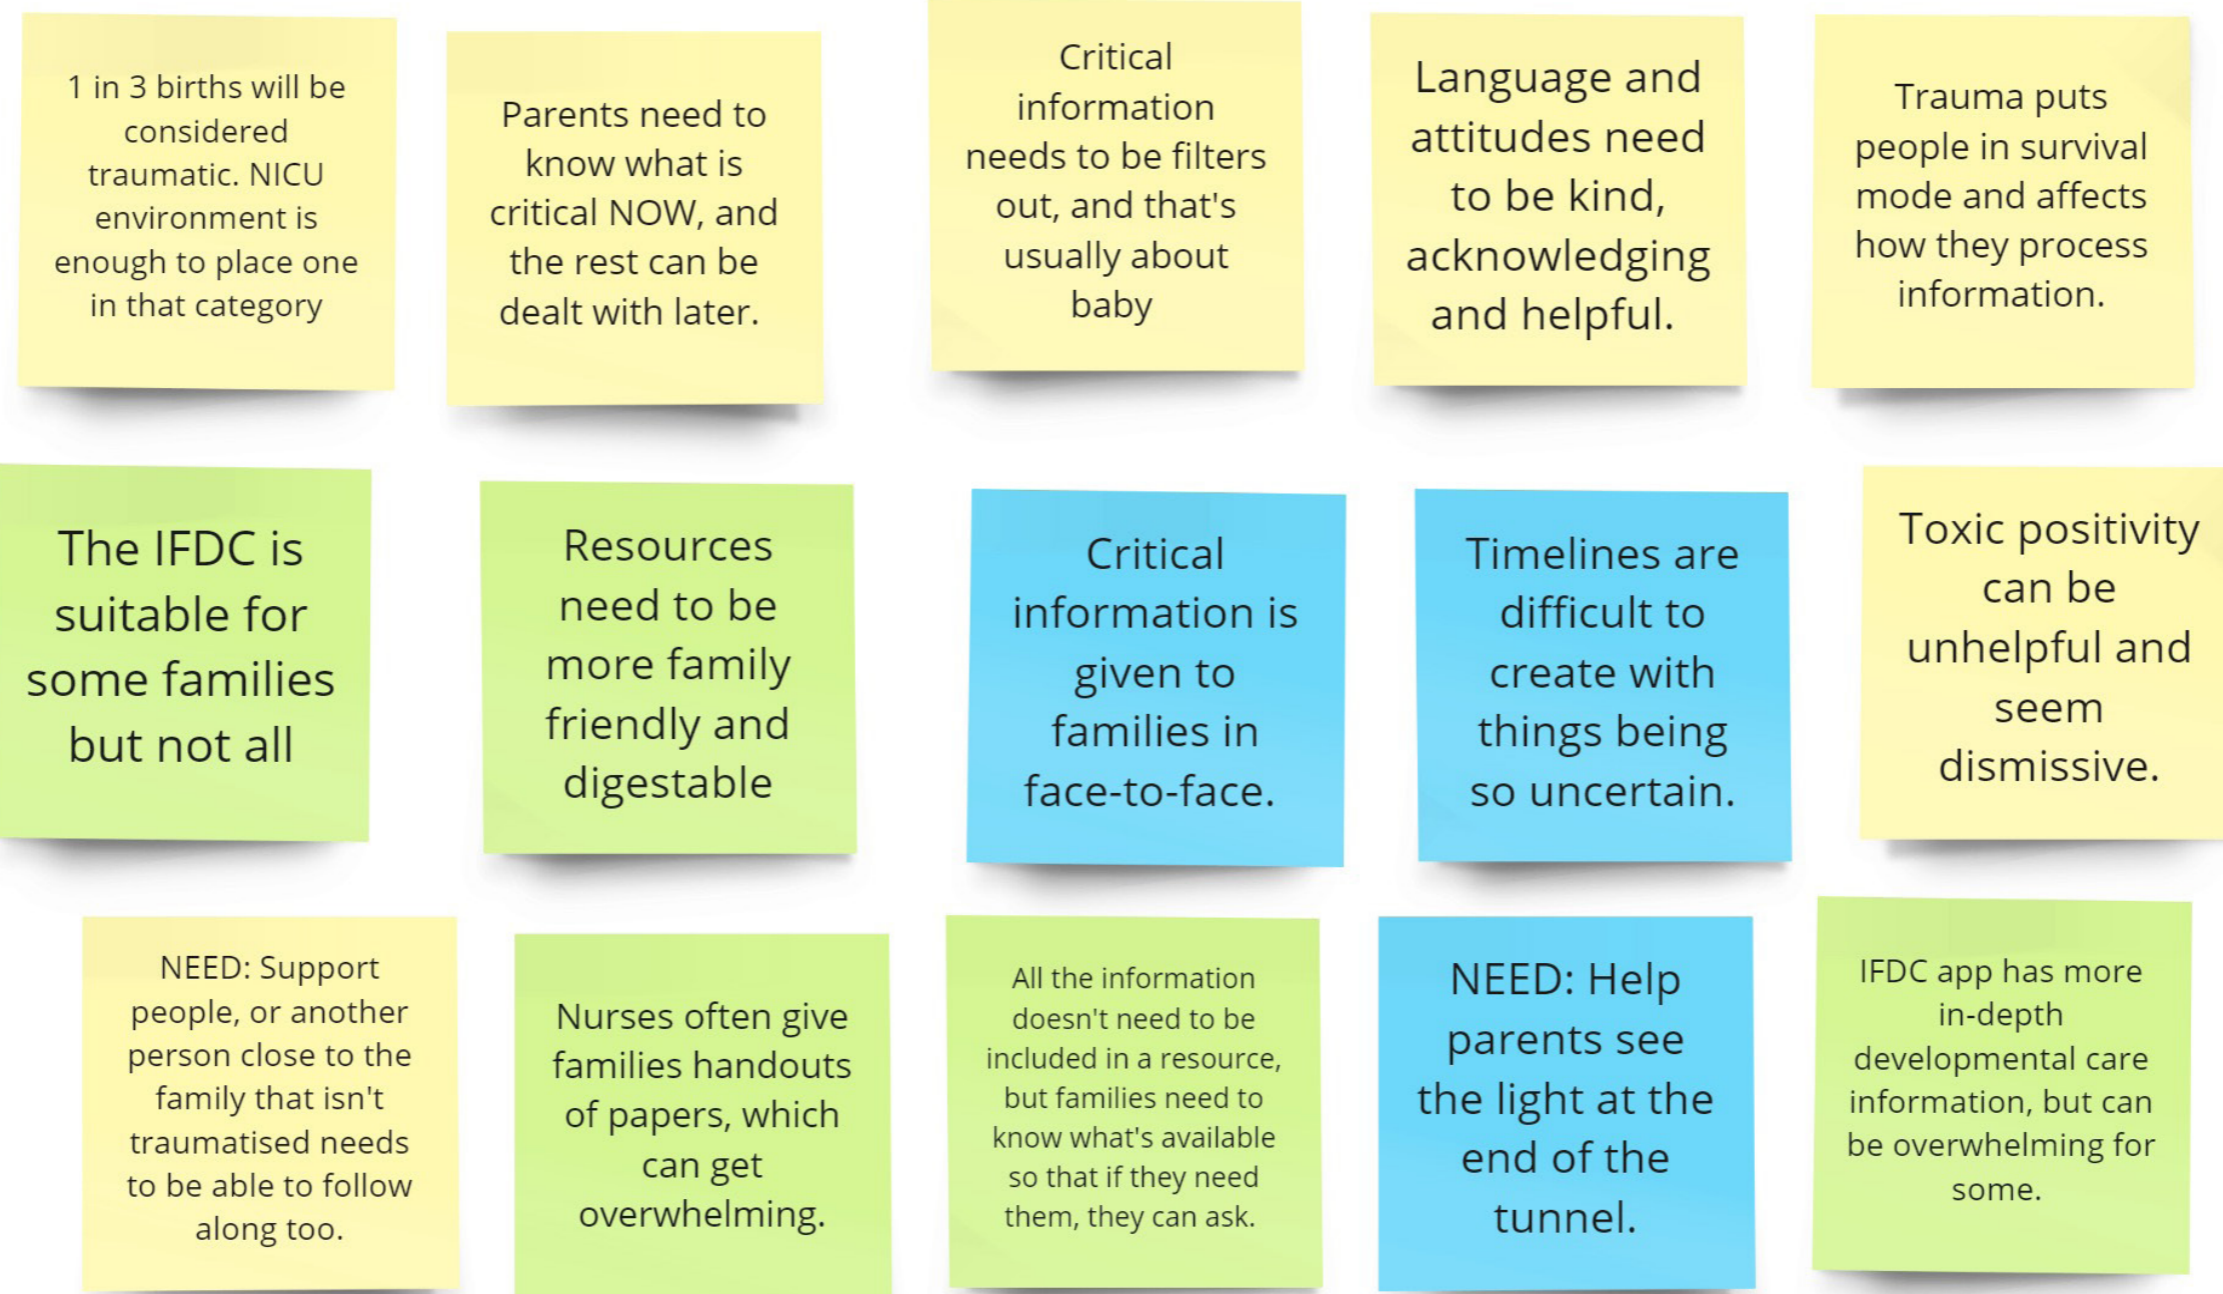 1 in 3 births will be
considered
traumatic. NICU
environment is
enough to place one
in that category
Parents need to
know what is
critical NOW, and
the rest can be
dealt with later.
Critical
information
needs to be filters
out, and that's
usually about
baby
Language and
attitudes need
to be kind,
acknowledging
and helpful.
Trauma puts
people in survival
mode and affects
how they process
information.
The IFDC is
suitable for
some families
but not all
Resources
need to be
more family
friendly and
digestable
Critical
information is
given to
families in
face-to-face.
Timelines are
difficult to
create with
things being
so uncertain.
Toxic positivity
can be
unhelpful and
seem
dismissive.
NEED: Support
people, or another
person close to the
family that isn't
traumatised needs
to be able to follow
along too.
Nurses often give
families handouts
of papers, which
can get
overwhelming.
All the information
doesn't need to be
included in a resource,
but families need to
know what's available
so that if they need
them, they can ask.
NEED: Help
parents see
the light at the
end of the
tunnel.
IFDC app has more
in-depth
developmental care
information, but can
be overwhelming for
some.